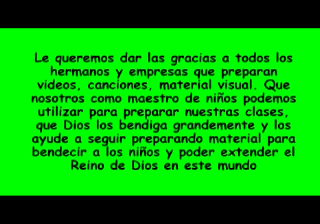 Le queremos dar las gracias a todos los
hermanos y empresas que preparan
videos, canciones, material visual. Que
nosotros como maestro de niños podemos
utilizar para preparar nuestras clases,
que Dios los bendiga grandemente y los
ayude a seguir preparando material para
bendecir a los niños y poder extender el
Reino de Dios en este mundo